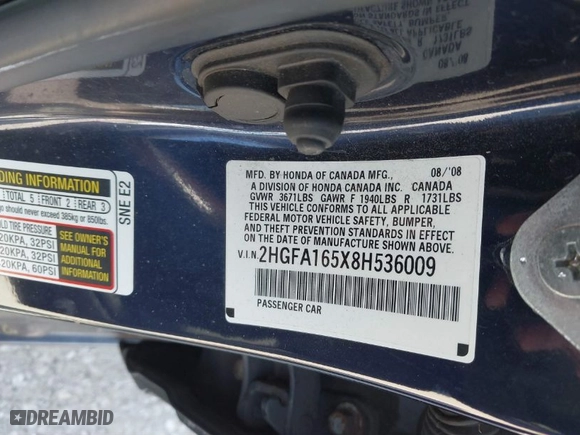 1731LBS
CANADA
MFD. BY HONDA OF CANADA MFG., 08/'08
A DIVISION OF HONDA CANADA INC. CANADA
GVWR 3671LBS GAWR F 1940LBS R 1731LBS
THIS VEHICLE CONFORMS TO ALL APPLICABLE
FEDERAL MOTOR VEHICLE SAFETY, BUMPER,
AND THEFT PREVENTION STANDARDS IN EFFECT
ON THE DATE OF MANUFACTURE SHOWN ABOVE.
V.I.N 2HGFA165X8H536009
PASSENGER CAR
INFORMATION
TOTAL 5 FRONT 2 REAR 3
should never exceed 385kg or 850lbs.
TIRE PRESSURE
20KPA, 32PSI
20KPA, 32PSI
20KPA, 60PSI
SEE OWNER'S
MANUAL FOR
ADDITIONAL
INFORMATION
SNE E2
DREAMBID